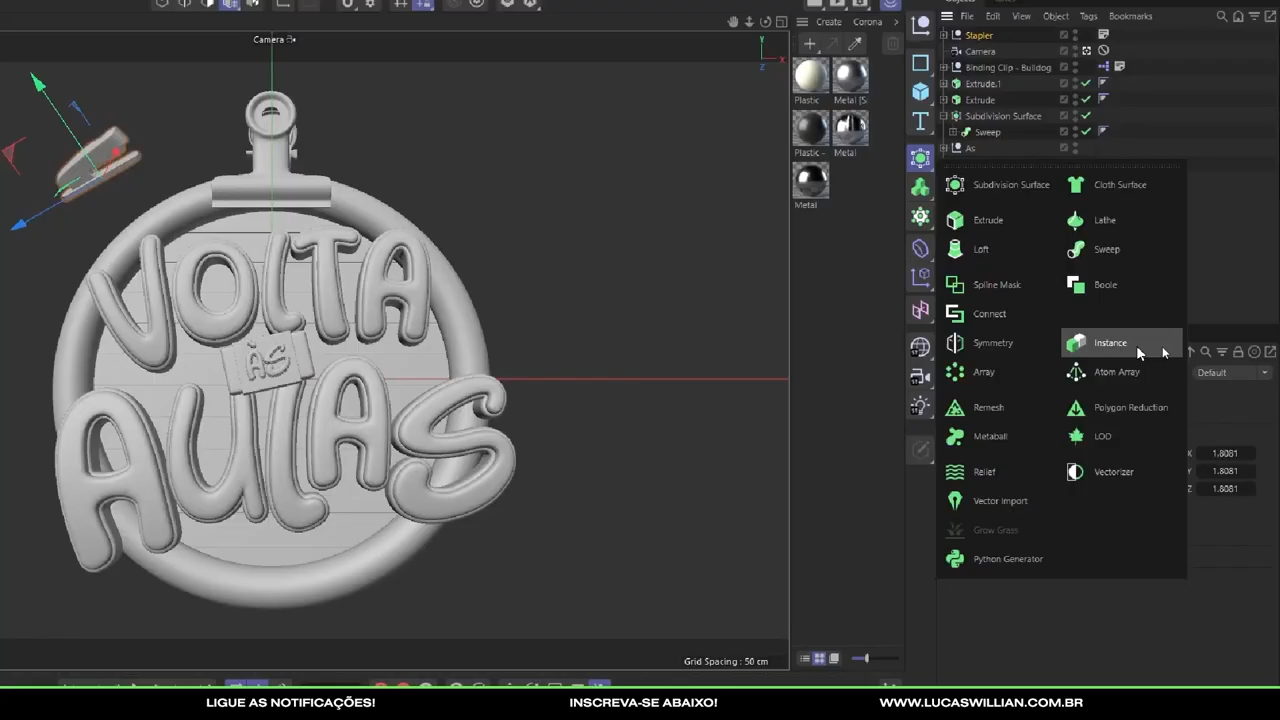 Create
Corona
Objects
File
Edit
View
Object
Tags
Bookmarks
Camera
Y
X
Z
Stapler
Camera
Binding Clip - Bulldog
Extrude.1
Extrude
Subdivision Surface
Sweep
As
Plastic
Metal [S
Plastic -
Metal
Metal
T
Subdivision Surface
Cloth Surface
Extrude
Lathe
Loft
Sweep
Spline Mask
Boole
Connect
Symmetry
Instance
Array
Atom Array
Remesh
Polygon Reduction
Metaball
LOD
Relief
Vectorizer
Vector Import
Grow Grass
Python Generator
Default
X
1.8081
Y
1.8081
Z
1.8081
VOLTA
ÀS
AULAS
Grid Spacing : 50 cm
LIGUE AS NOTIFICAÇÕES!
INSCREVA-SE ABAIXO!
WWW.LUCASWILLIAN.COM.BR